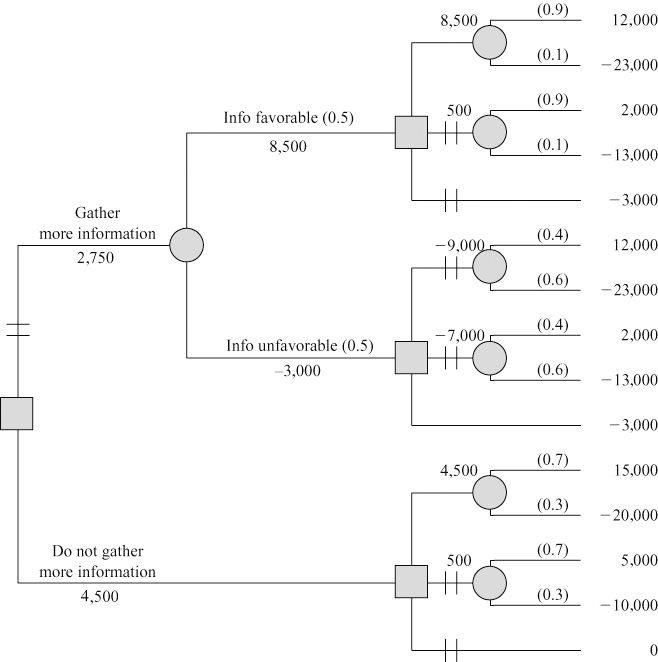 8,500 (0.9) 12,000
(0.1) −23,000
500 (0.9) 2,000
Info favorable (0.5)
8,500
(0.1) −13,000
−3,000
Gather
more information
2,750
−9,000 (0.4) 12,000
(0.6) −23,000
−7,000 (0.4) 2,000
Info unfavorable (0.5)
–3,000
(0.6) −13,000
−3,000
4,500 (0.7) 15,000
(0.3) −20,000
Do not gather
more information
4,500
500 (0.7) 5,000
(0.3) −10,000
0